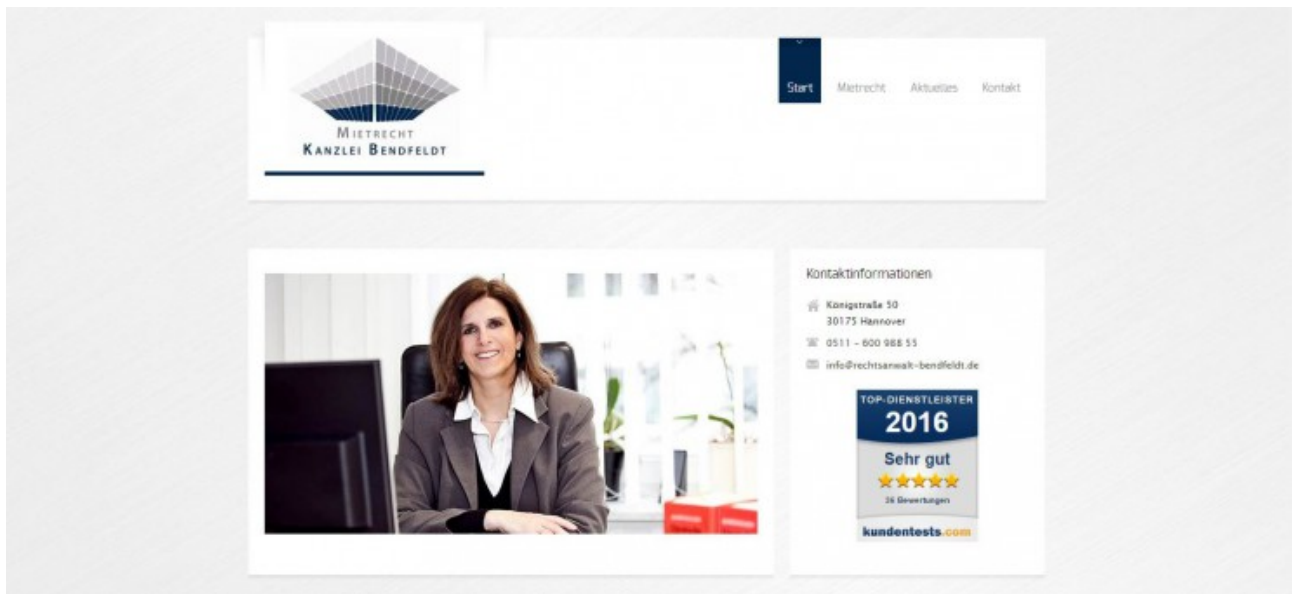 Start Mietrecht Aktuelles Kontakt
MIETRECHT
KANZLEI BENDFELDT
Kontaktinformationen
Königstraße 50
30175 Hannover
0511 - 600 988 55
info@rechtsanwalt-bendfeldt.de
TOP-DIENSTLEISTER
2016
Sehr gut
26 Bewertungen
kundentests.com